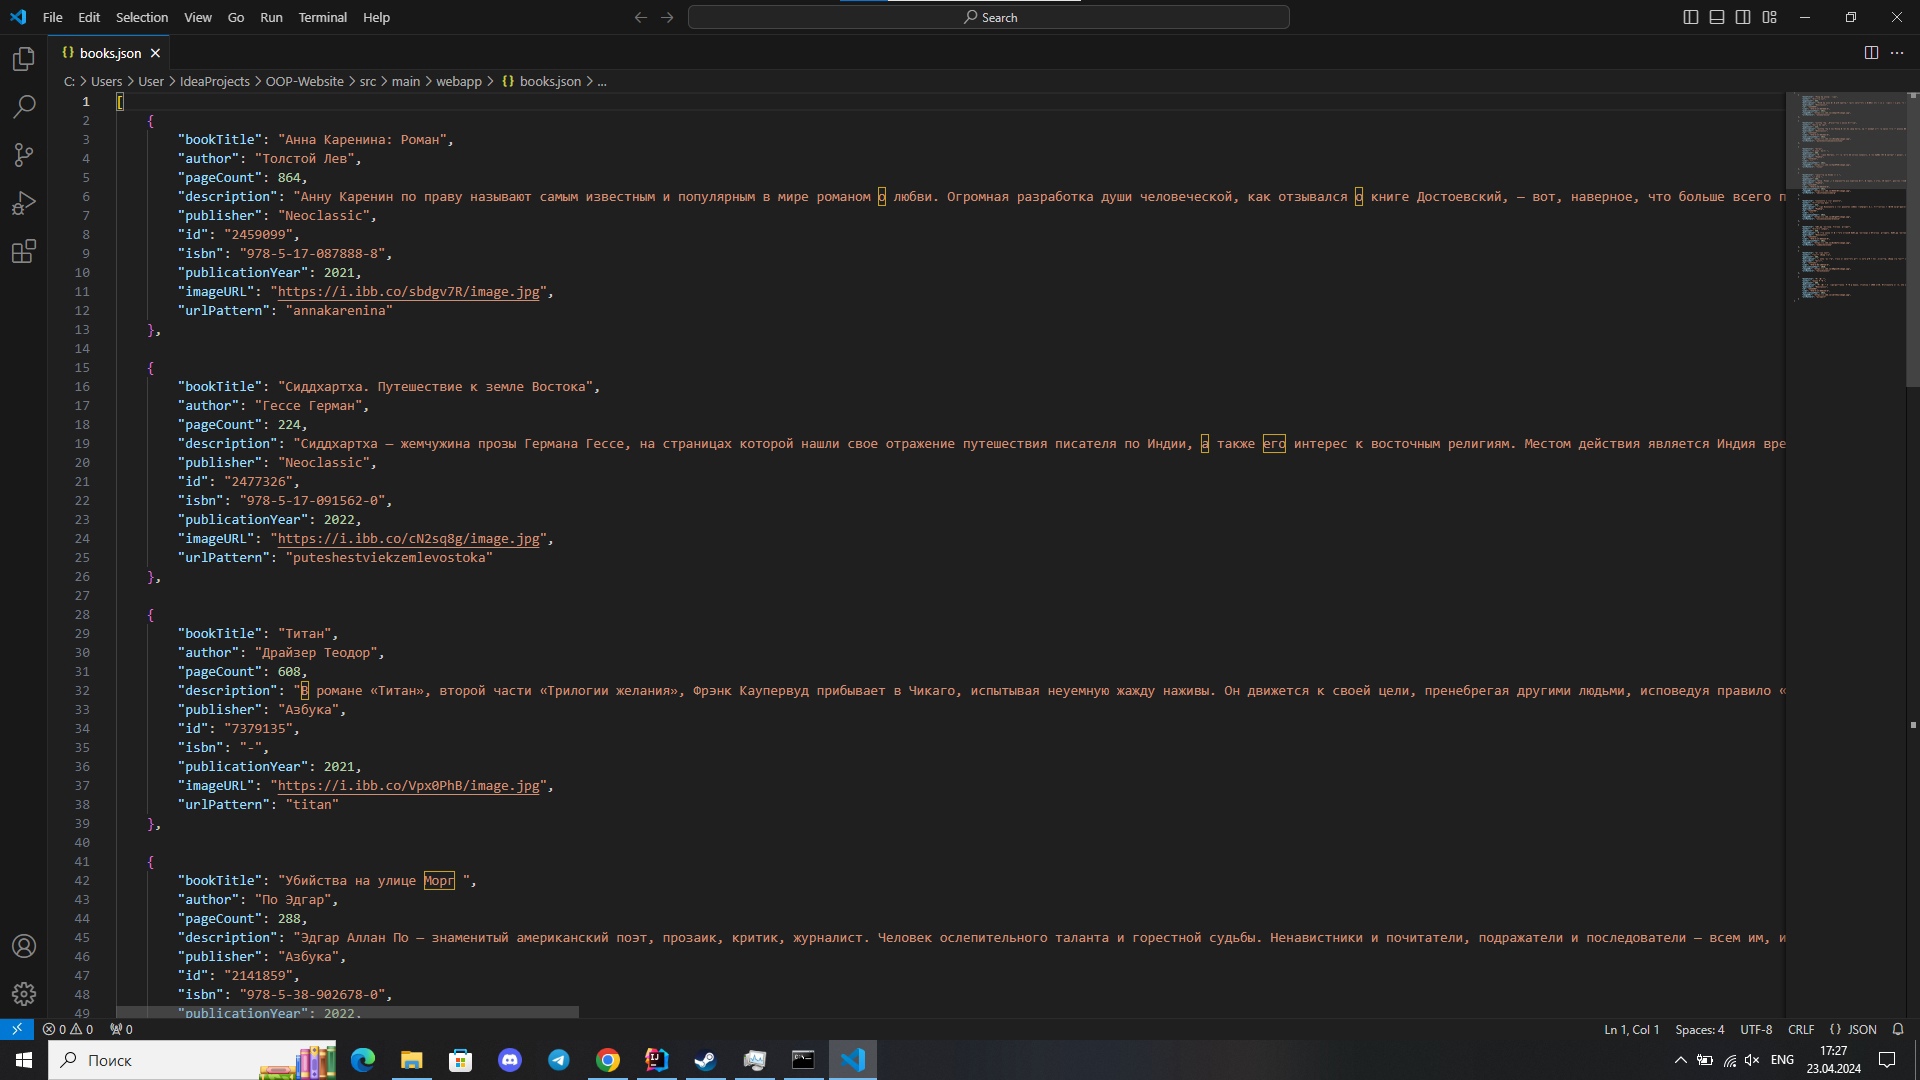 File Edit Selection View Go Run Terminal Help
Search
{} books.json
C: > Users > User > IdeaProjects > OOP-Website > src > main > webapp > {} books.json > ...
1 [
2 {
3 "bookTitle": "Анна Каренина: Роман",
4 "author": "Толстой Лев",
5 "pageCount": 864,
6 "description": "Анну Каренин по праву называют самым известным и популярным в мире романом о любви. Огромная разработка души человеческой, как отзывался о книге Достоевский, — вот, наверное, что больше всего п
7 "publisher": "Neoclassic",
8 "id": "2459099",
9 "isbn": "978-5-17-087888-8",
10 "publicationYear": 2021,
11 "imageURL": "https://i.ibb.co/sbdgv7R/image.jpg",
12 "urlPattern": "annakarenina"
13 },
14
15 {
16 "bookTitle": "Сиддхартха. Путешествие к земле Востока",
17 "author": "Гессе Герман",
18 "pageCount": 224,
19 "description": "Сиддхартха — жемчужина прозы Германа Гессе, на страницах которой нашли свое отражение путешествия писателя по Индии, а также его интерес к восточным религиям. Местом действия является Индия вре
20 "publisher": "Neoclassic",
21 "id": "2477326",
22 "isbn": "978-5-17-091562-0",
23 "publicationYear": 2022,
24 "imageURL": "https://i.ibb.co/cN2sq8g/image.jpg",
25 "urlPattern": "puteshestviekzemlevostoka"
26 },
27
28 {
29 "bookTitle": "Титан",
30 "author": "Драйзер Теодор",
31 "pageCount": 608,
32 "description": "В романе «Титан», второй части «Трилогии желания», Фрэнк Каупервуд прибывает в Чикаго, испытывая неуемную жажду наживы. Он движется к своей цели, пренебрегая другими людьми, исповедуя правило «
33 "publisher": "Азбука",
34 "id": "7379135",
35 "isbn": "-",
36 "publicationYear": 2021,
37 "imageURL": "https://i.ibb.co/Vpx0PhB/image.jpg",
38 "urlPattern": "titan"
39 },
40
41 {
42 "bookTitle": "Убийства на улице Морг ",
43 "author": "По Эдгар",
44 "pageCount": 288,
45 "description": "Эдгар Аллан По — знаменитый американский поэт, прозаик, критик, журналист. Человек ослепительного таланта и горестной судьбы. Ненавистники и почитатели, подражатели и последователи — всем им, и
46 "publisher": "Азбука",
47 "id": "2141859",
48 "isbn": "978-5-38-902678-0",
49 "publicationYear": 2022,
0 0 0 Ln 1, Col 1 Spaces: 4 UTF-8 CRLF {} JSON
Поиск
ENG 17:27
23.04.2024